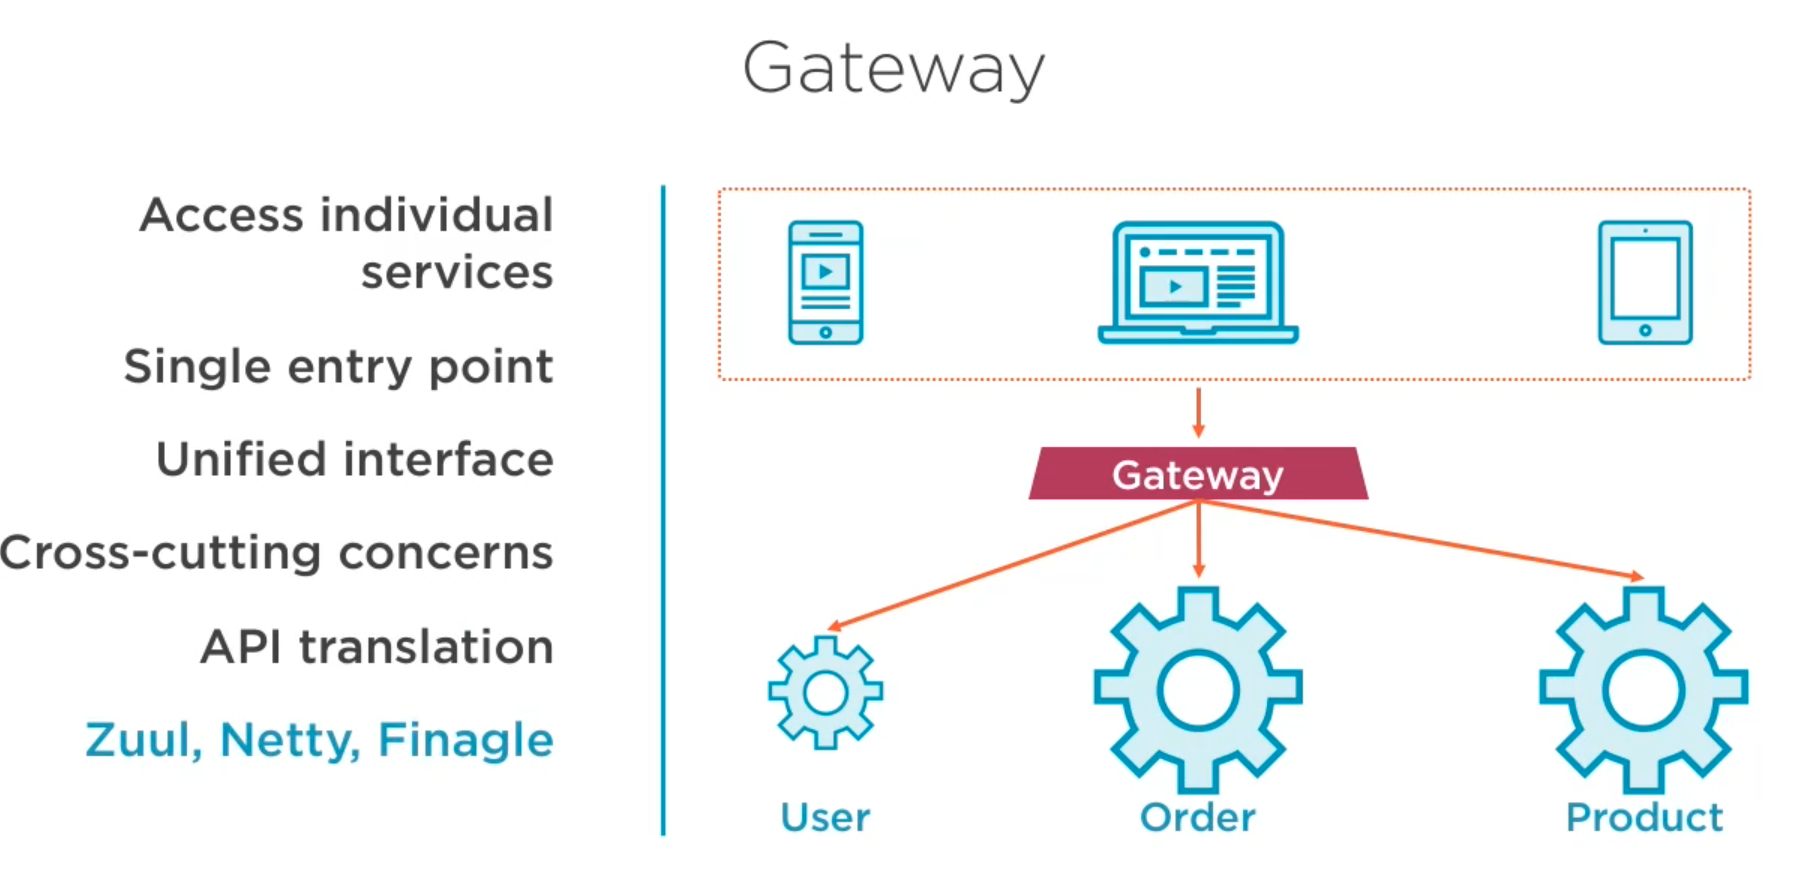 Gateway
Access individual
services
Single entry point
Unified interface
Cross-cutting concerns
API translation
Zuul, Netty, Finagle
Gateway
User
Order
Product